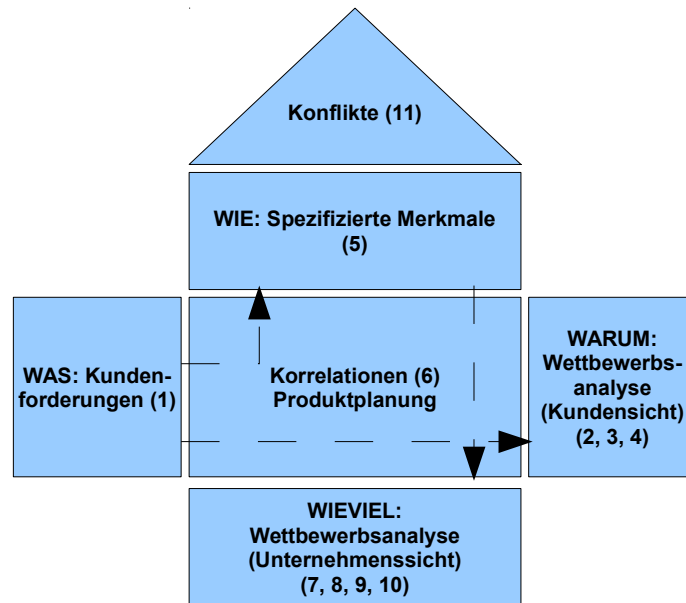 Konflikte (11)
WIE: Spezifizierte Merkmale
(5)
WAS: Kunden-
forderungen (1)
Korrelationen (6)
Produktplanung
WARUM:
Wettbewerbs-
analyse
(Kundensicht)
(2, 3, 4)
WIEVIEL:
Wettbewerbsanalyse
(Unternehmenssicht)
(7, 8, 9, 10)